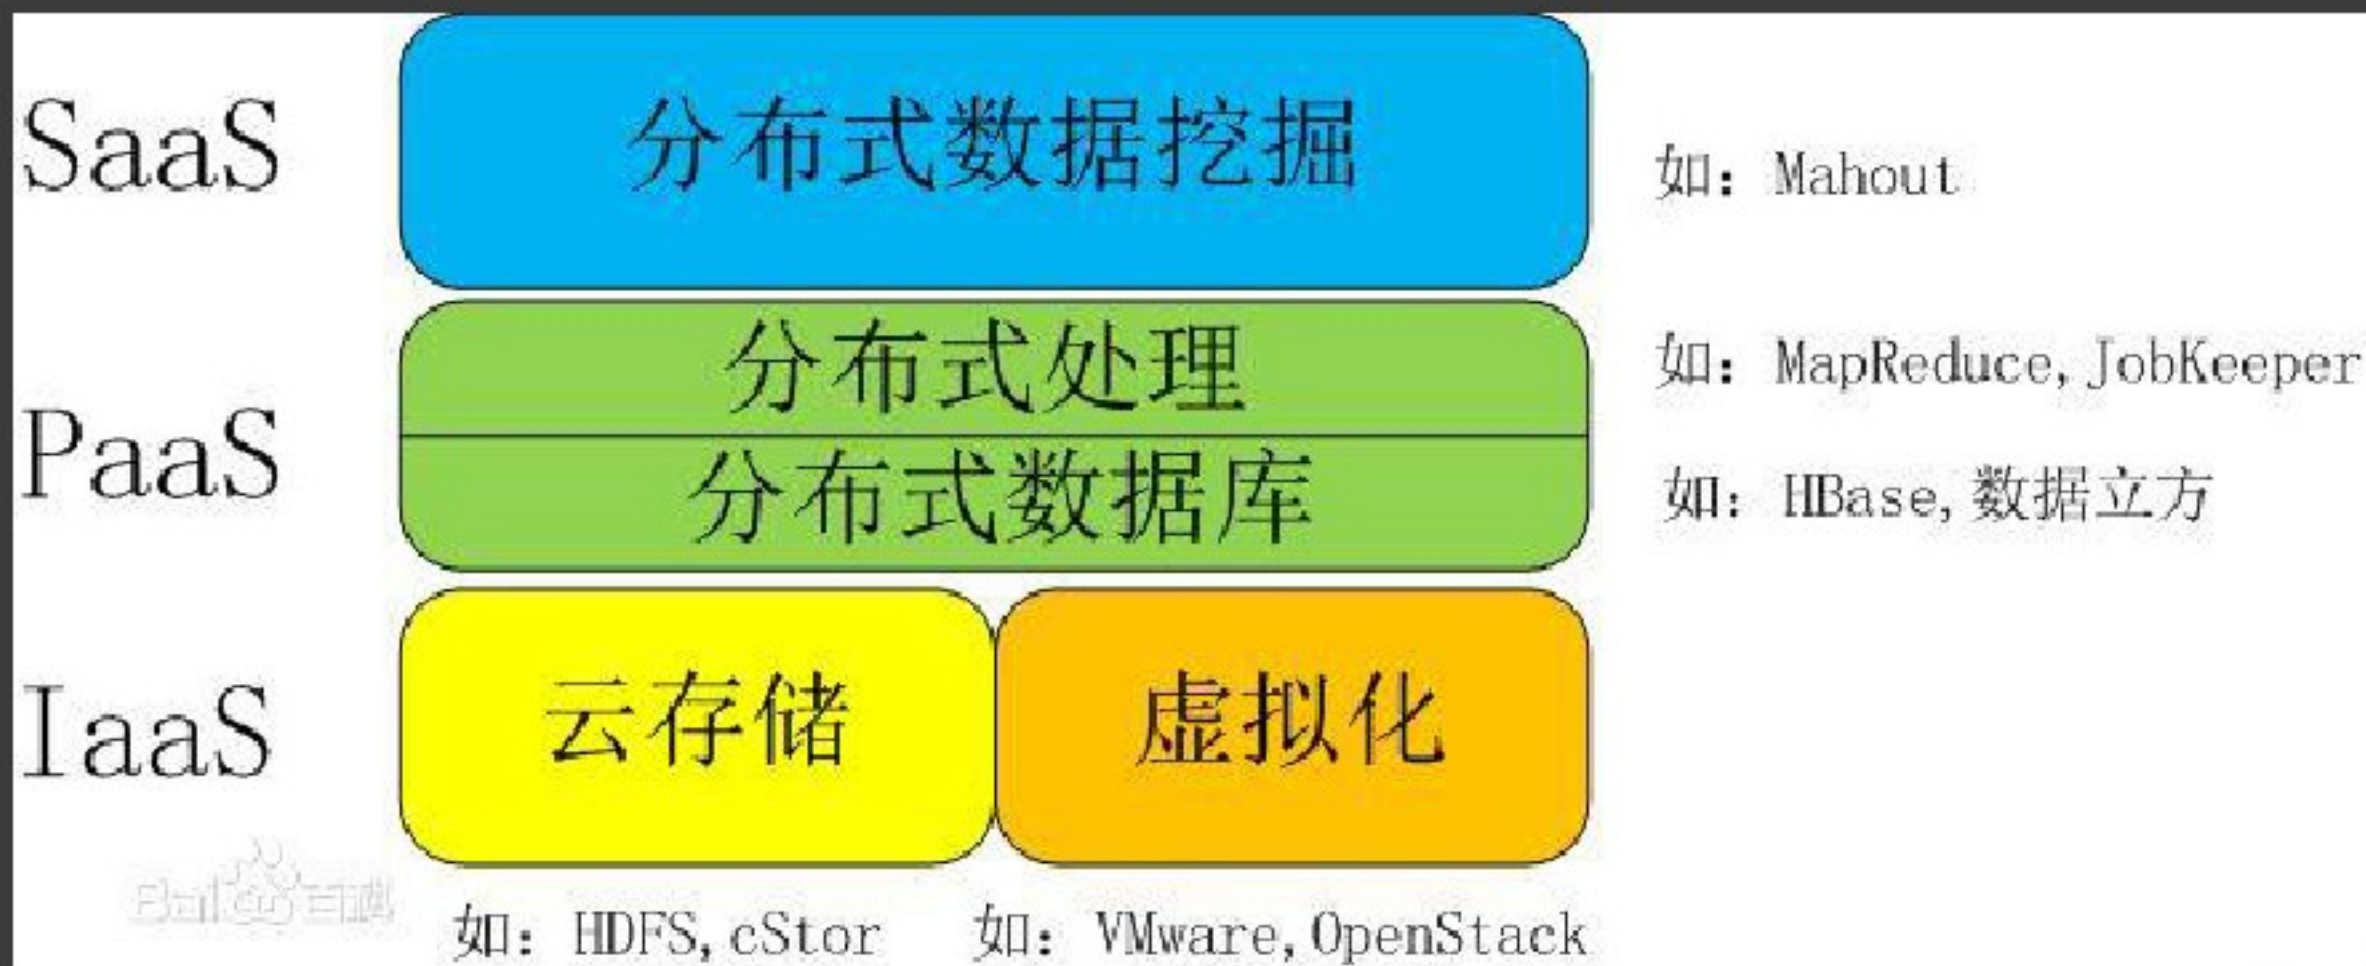 SaaS
分布式数据挖掘
如：Mahout
PaaS
分布式处理
如：MapReduce,JobKeeper
分布式数据库
如：HBase,数据立方
IaaS
云存储
虚拟化
如：HDFS,cStor
如：VMware,OpenStack